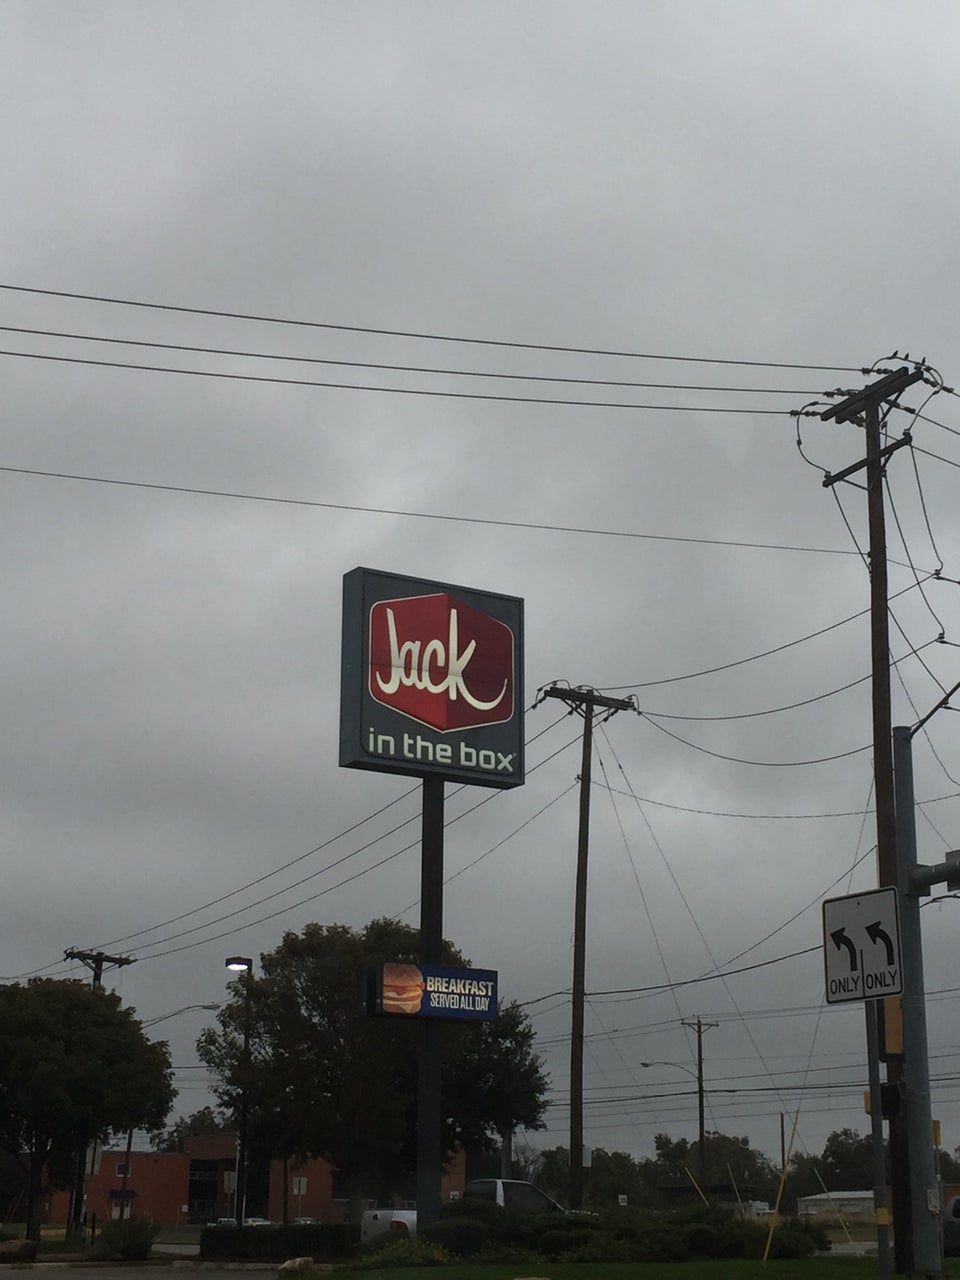 Jack
in the box
BREAKFAST
SERVED ALL DAY
ONLY ONLY